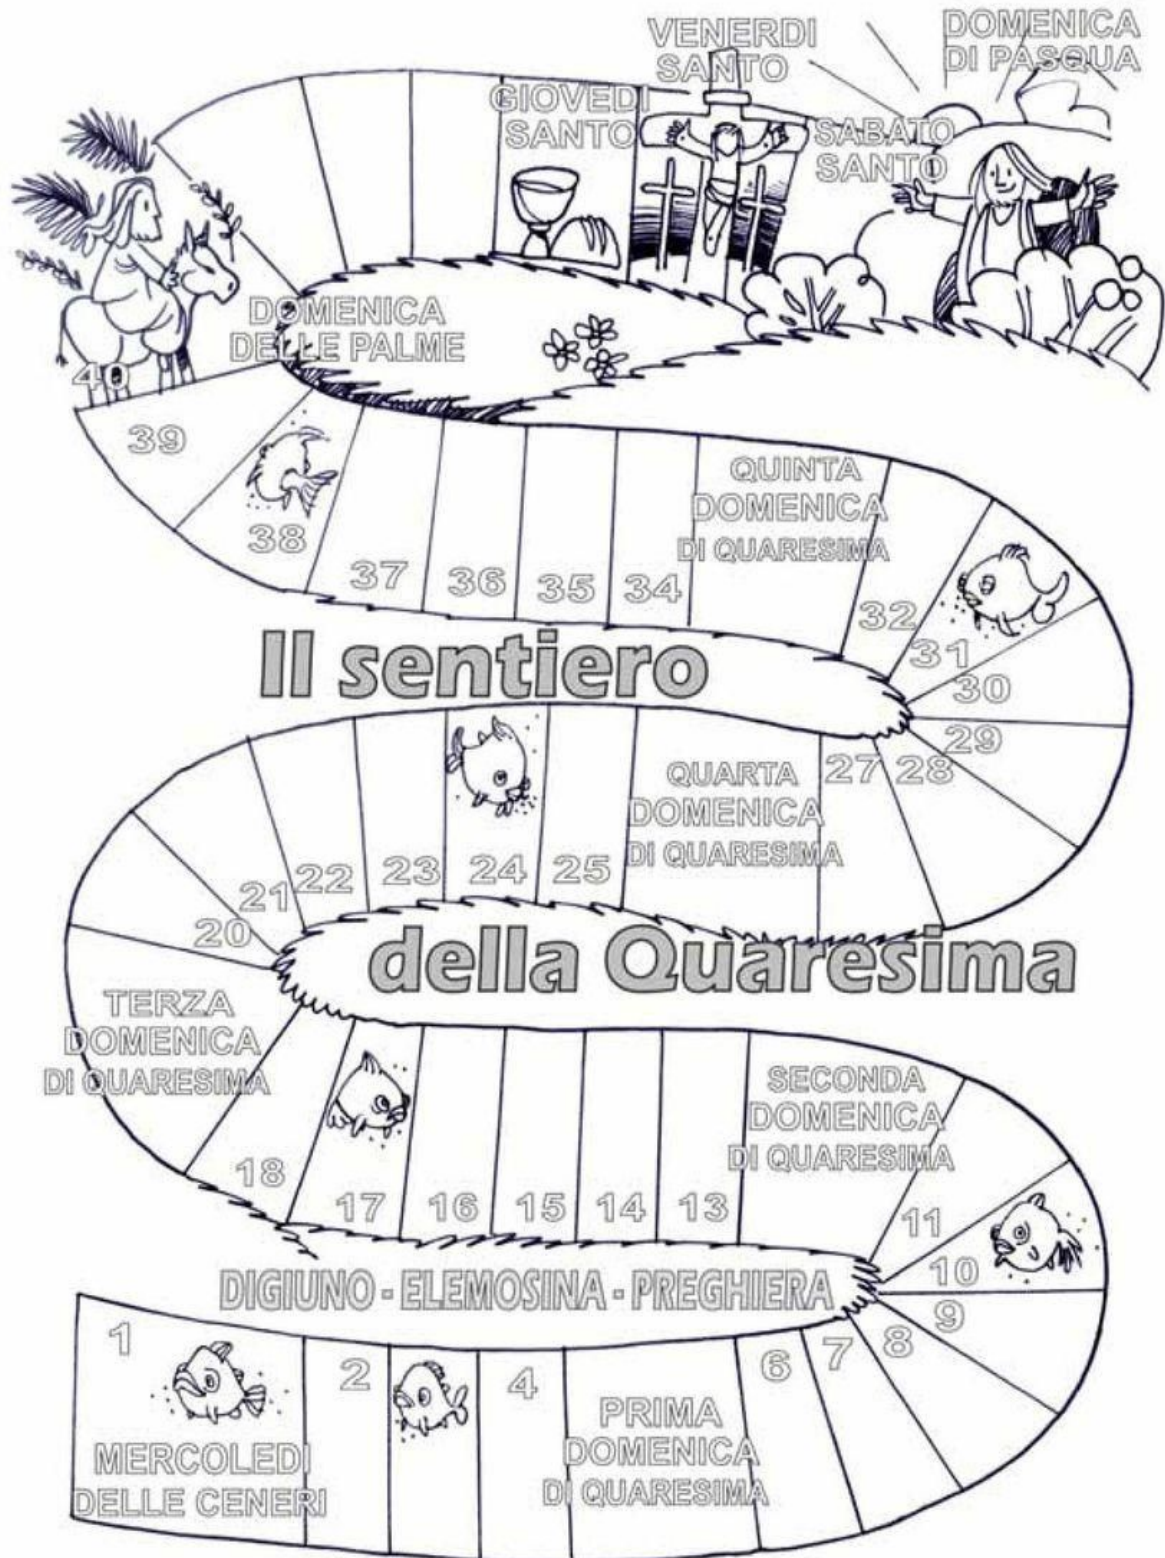 VENERDI
SANTO
DOMENICA
DI PASQUA
GIOVEDI
SANTO
SABATO
SANTO
DOMENICA
DELLE PALME
40
39
38
37
36
35
34
QUINTA
DOMENICA
DI QUARESIMA
32
31
30
29
28
27
Il sentiero
QUARTA
DOMENICA
DI QUARESIMA
25
24
23
22
21
20
della Quaresima
TERZA
DOMENICA
DI QUARESIMA
18
17
16
15
14
13
SECONDA
DOMENICA
DI QUARESIMA
11
10
9
8
7
6
DIGIUNO - ELEMOSINA - PREGHIERA
1
MERCOLEDI
DELLE CENERI
2
4
PRIMA
DOMENICA
DI QUARESIMA